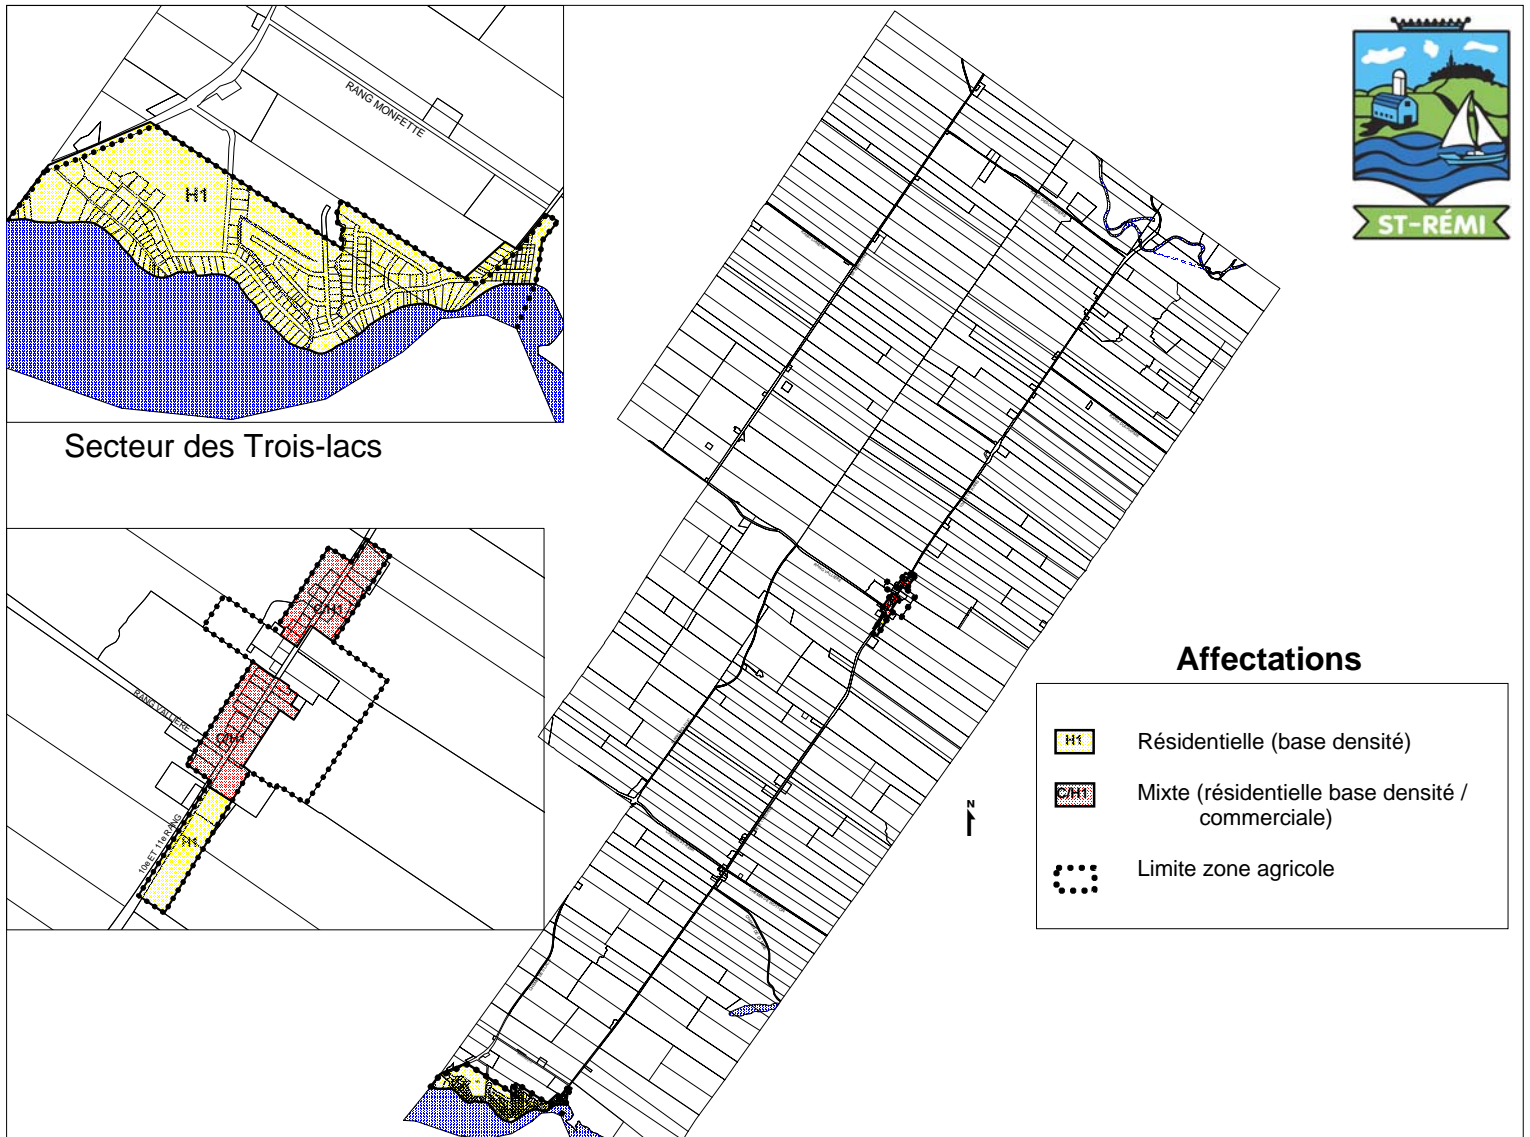 RANG MONFETTE
H1
Secteur des Trois-lacs
ST-RÉMI
C/H1
RANG VALLIÈRE
C/H1
10e ET 11e RANG
H1
N
Affectations
H1 Résidentielle (base densité)
C/H1 Mixte (résidentielle base densité /
commerciale)
Limite zone agricole